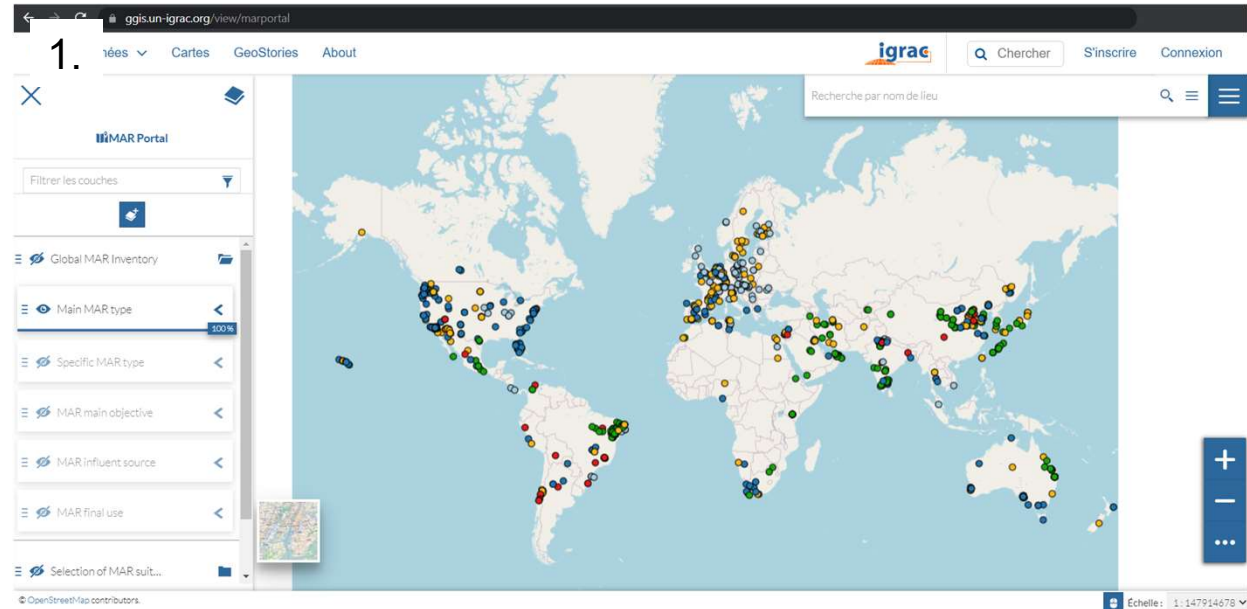 ggis.un-igrac.org/view/marportal
1.
Cartes GeoStories About igrac Chercher S'inscrire Connexion
Recherche par nom de lieu
MAR Portal
Filtrer les couches
Global MAR Inventory
Main MAR type
100 %
Specific MAR type
MAR main objective
MAR influent source
MAR final use
Selection of MAR suit...
© OpenStreetMap contributors.
Échelle : 1 : 147914678